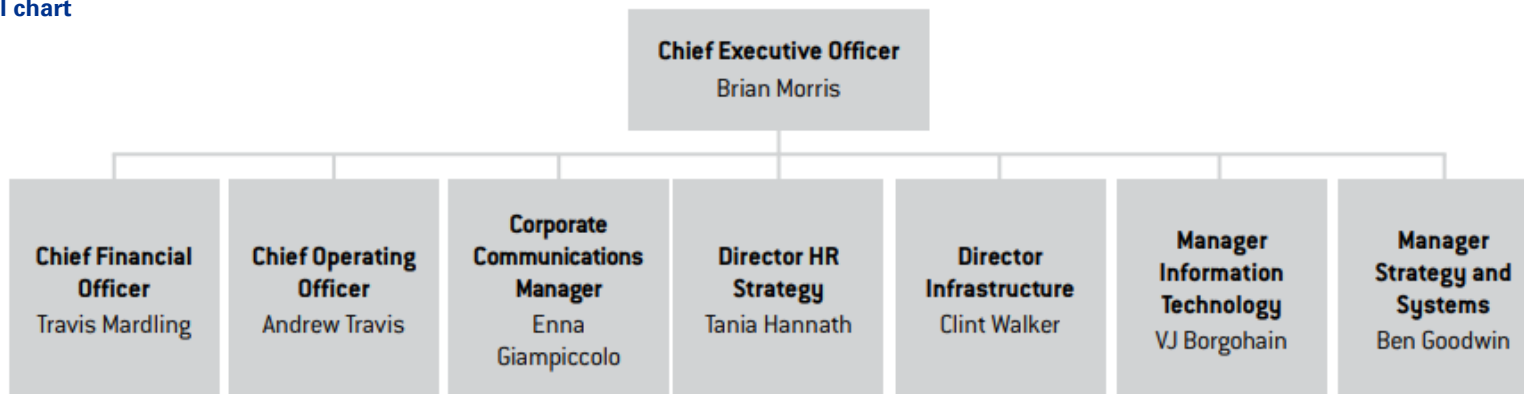 l chart
Chief Executive Officer
Brian Morris
Chief Financial
Officer
Travis Mardling
Chief Operating
Officer
Andrew Travis
Corporate
Communications
Manager
Enna
Giampiccolo
Director HR
Strategy
Tania Hannath
Director
Infrastructure
Clint Walker
Manager
Information
Technology
VJ Borgohain
Manager
Strategy and
Systems
Ben Goodwin